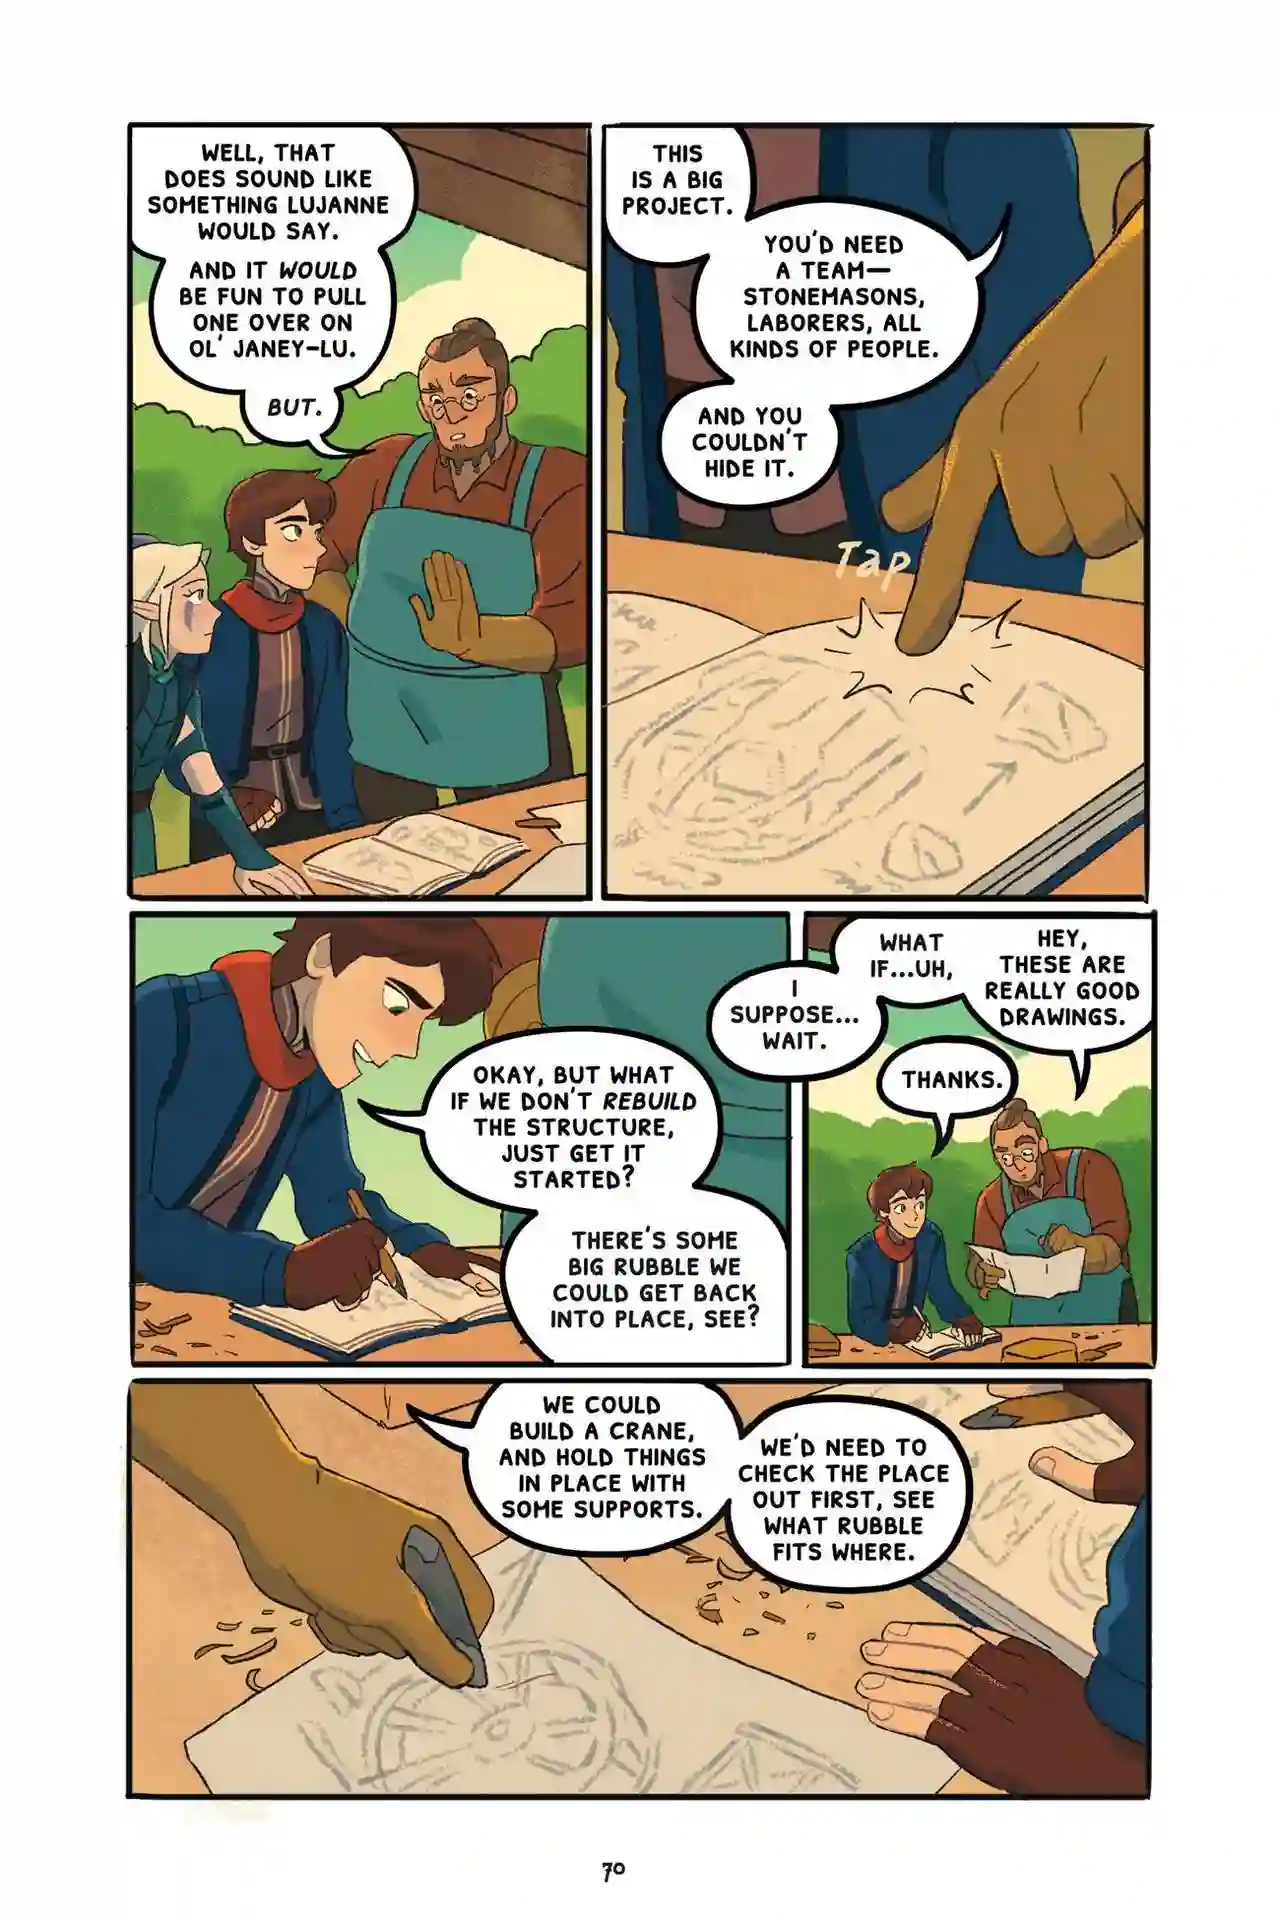 WELL, THAT
DOES SOUND LIKE
SOMETHING LUJANNE
WOULD SAY.
AND IT WOULD
BE FUN TO PULL
ONE OVER ON
OL' JANEY-LU.
BUT.
THIS
IS A BIG
PROJECT.
YOU'D NEED
A TEAM—
STONEMASONS,
LABORERS, ALL
KINDS OF PEOPLE.
AND YOU
COULDN'T
HIDE IT.
Tap
OKAY, BUT WHAT
IF WE DON'T REBUILD
THE STRUCTURE,
JUST GET IT
STARTED?
THERE'S SOME
BIG RUBBLE WE
COULD GET BACK
INTO PLACE, SEE?
I
SUPPOSE...
WAIT.
WHAT
IF...UH,
HEY,
THESE ARE
REALLY GOOD
DRAWINGS.
THANKS.
WE COULD
BUILD A CRANE,
AND HOLD THINGS
IN PLACE WITH
SOME SUPPORTS.
WE'D NEED TO
CHECK THE PLACE
OUT FIRST, SEE
WHAT RUBBLE
FITS WHERE.
70